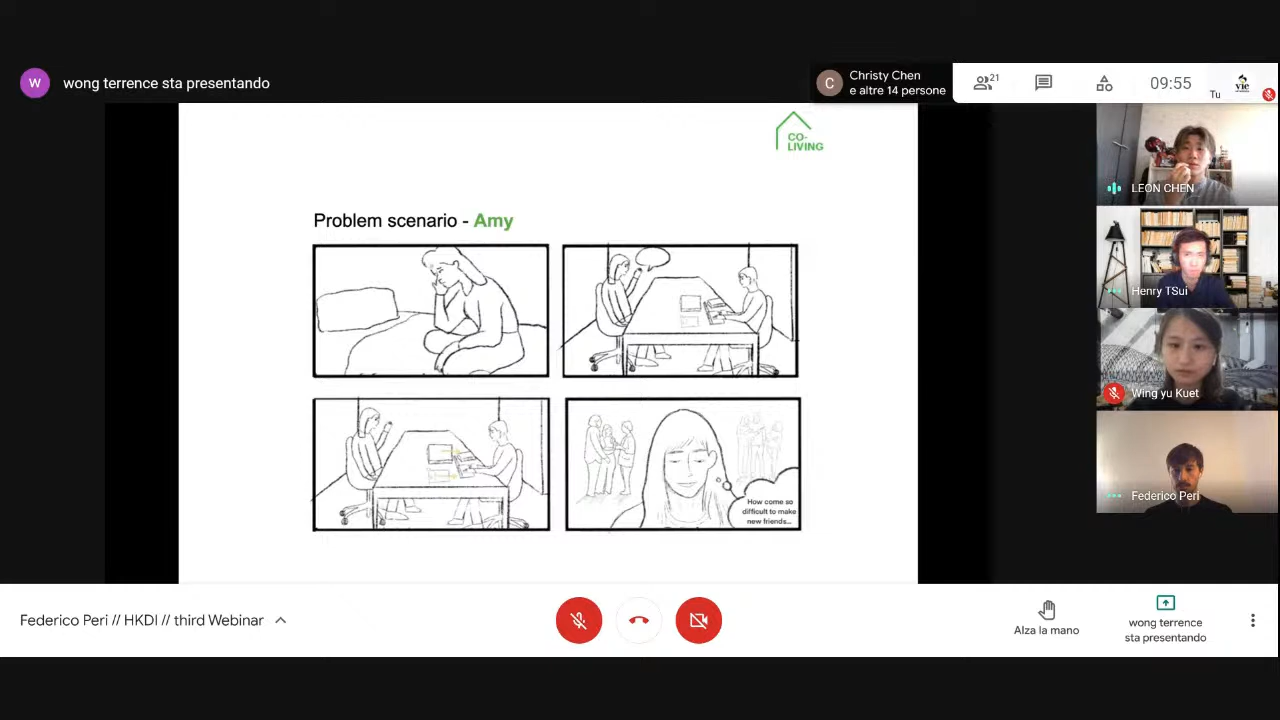 W
wong terrence sta presentando
C
Christy Chen
e altre 14 persone
21
09:55
Tu
vie
CO-
LIVING
Problem scenario - Amy
How come so
difficult to make
new friends...
LEON CHEN
Henry TSui
Wing yu Kuet
Federico Peri
Federico Peri // HKDI // third Webinar
Alza la mano
wong terrence
sta presentando